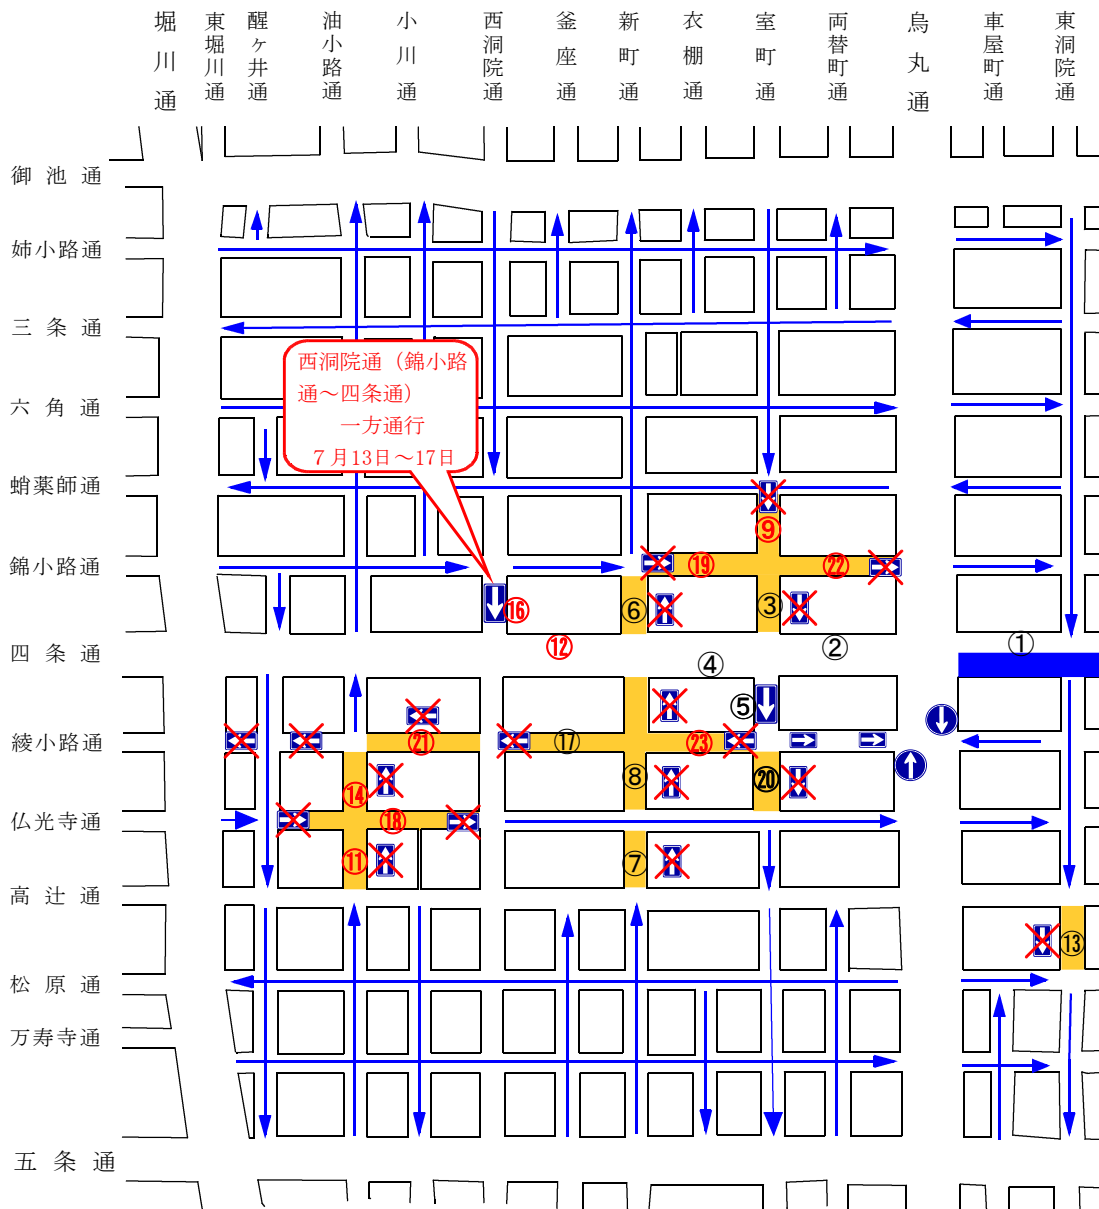 堀川通
東堀川通
醒ヶ井通
油小路通
小川通
西洞院通
釜座通
新町通
衣棚通
室町通
両替町通
烏丸通
車屋町通
東洞院通
御池通
姉小路通
三条通
西洞院通（錦小路
通～四条通）
一方通行
７月13日～17日
六角通
蛸薬師通
⑨
錦小路通
⑲
㉒
⑯
⑥
③
⑫
②
①
四条通
④
⑤
綾小路通
㉑
⑰
㉓
⑭
⑧
⑳
仏光寺通
⑱
⑪
⑦
高辻通
⑬
松原通
万寿寺通
五条通